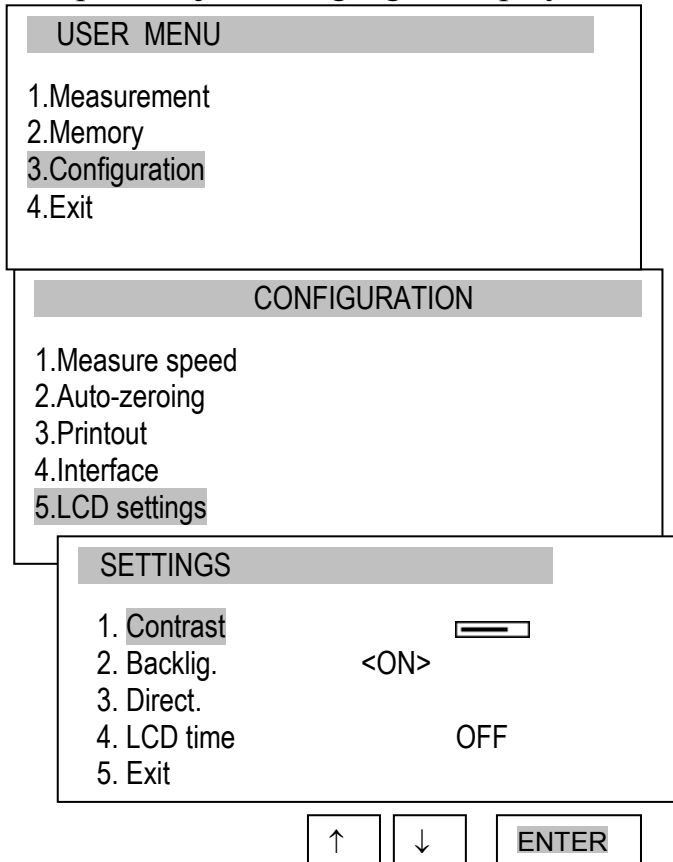 USER MENU
1.Measurement
2.Memory
3.Configuration
4.Exit
CONFIGURATION
1.Measure speed
2.Auto-zeroing
3.Printout
4.Interface
5.LCD settings
SETTINGS
1. Contrast
2. Backlig. <ON>
3. Direct.
4. LCD time OFF
5. Exit
↑ ↓ ENTER